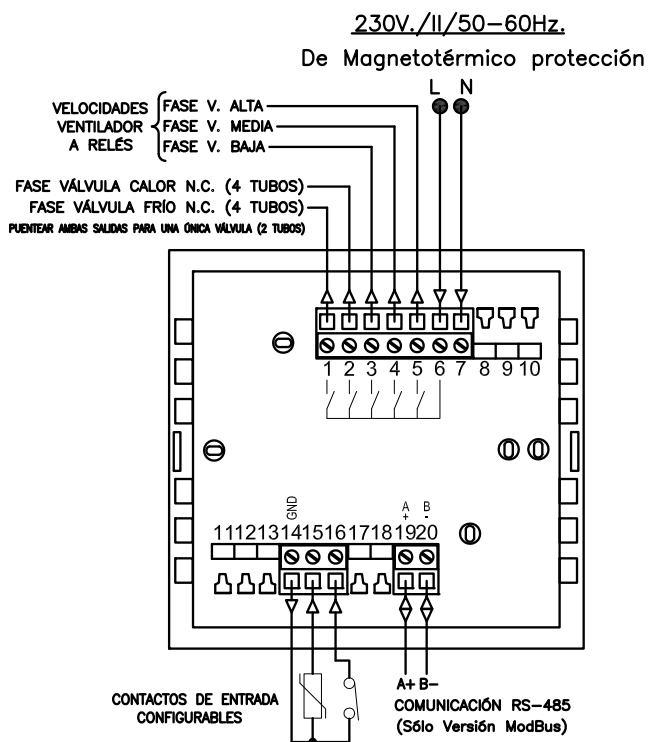 230V./II/50-60Hz.
De Magnetotérmico protección
L N
VELOCIDADES
VENTILADOR
A RELÉS
FASE V. ALTA
FASE V. MEDIA
FASE V. BAJA
FASE VÁLVULA CALOR N.C. (4 TUBOS)
FASE VÁLVULA FRÍO N.C. (4 TUBOS)
PUENTEAR AMBAS SALIDAS PARA UNA ÚNICA VÁLVULA (2 TUBOS)
1 2 3 4 5 6 7 8 9 10
GND
A B
+ -
11 12 13 14 15 16 17 18 19 20
A+ B-
CONTACTOS DE ENTRADA
CONFIGURABLES
COMUNICACIÓN RS-485
(Sólo Versión ModBus)